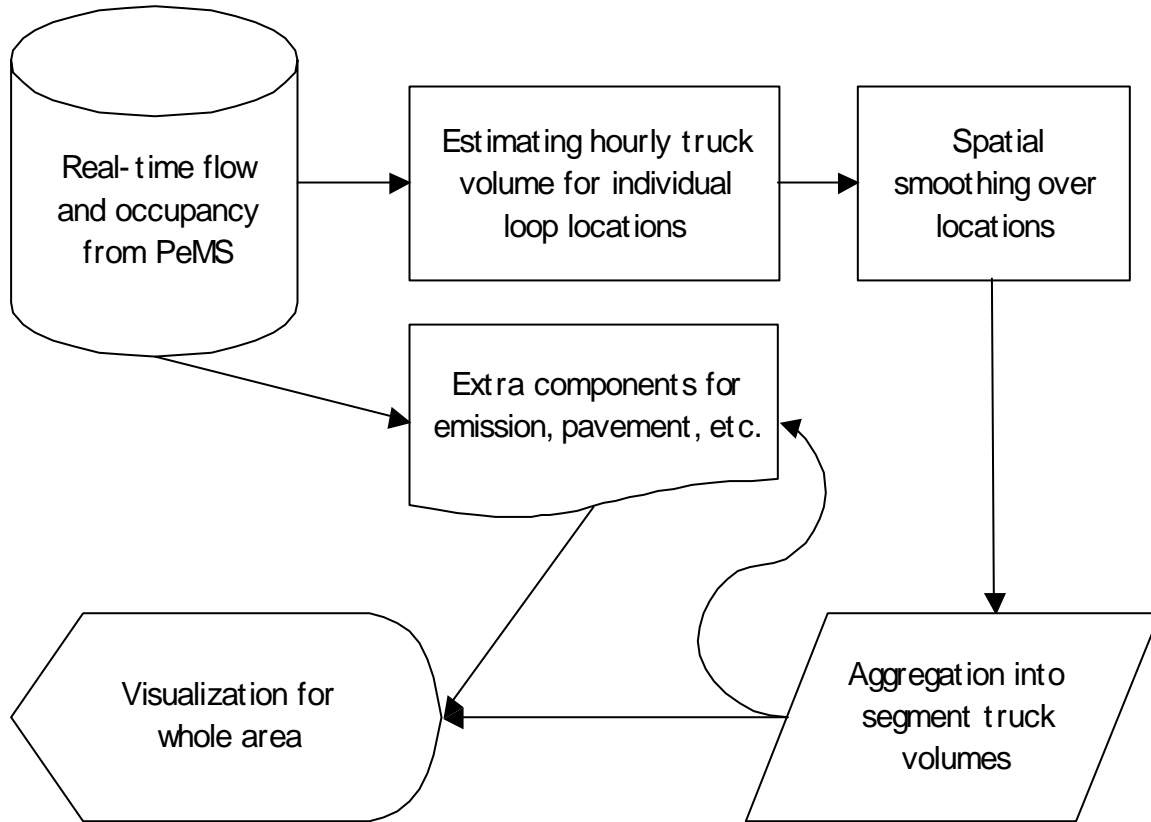 Real-time flow
and occupancy
from PeMS
Estimating hourly truck
volume for individual
loop locations
Spatial
smoothing over
locations
Extra components for
emission, pavement, etc.
Visualization for
whole area
Aggregation into
segment truck
volumes